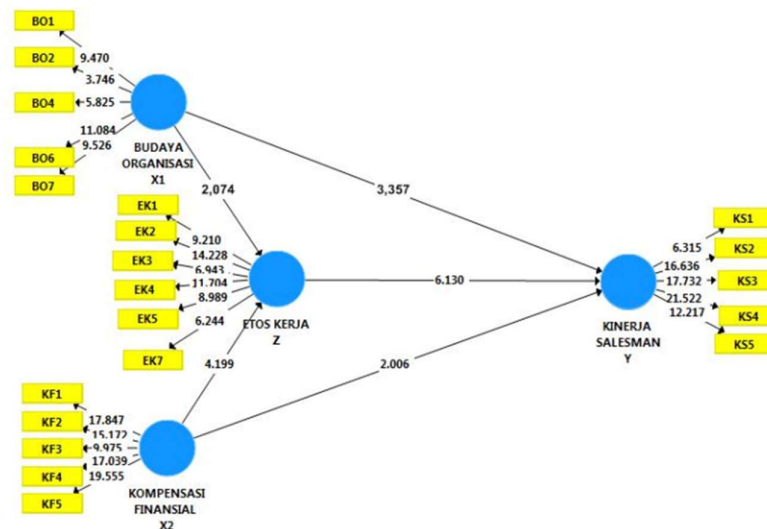 BO1
BO2
BO4
BO6
BO7
9.470
3.746
5.825
11.084
9.526
BUDAYA
ORGANISASI
X1
2,074
3,357
EK1
EK2
EK3
EK4
EK5
EK7
9.210
14.228
6.943
11.704
8.989
6.244
ETOS KERJA
Z
6.130
4.199
2.006
KS1
KS2
KS3
KS4
KS5
6.315
16.636
17.732
21.522
12.217
KINERJA
SALESMAN
Y
KF1
KF2
KF3
KF4
KF5
17.847
15.172
9.975
17.039
19.555
KOMPENSASI
FINANSIAL
X2